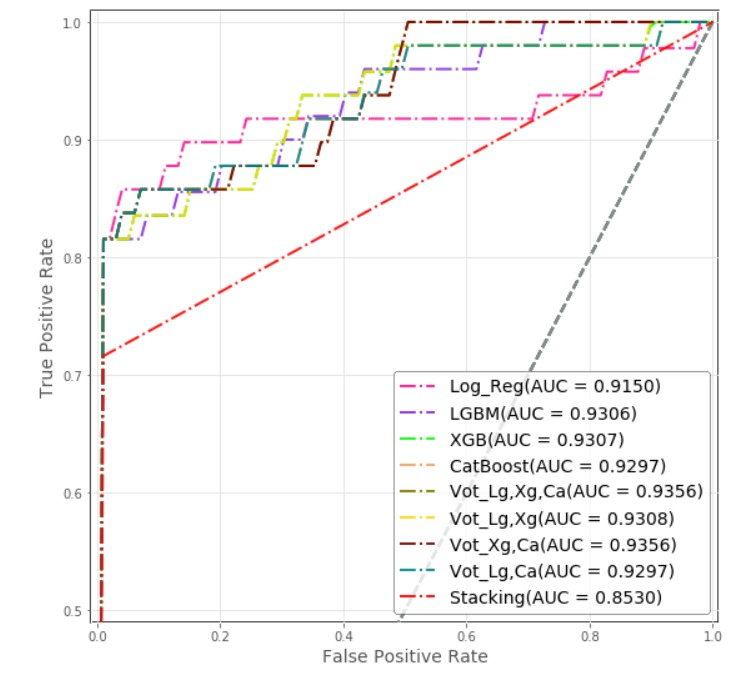 1.0
0.9
0.8
0.7
0.6
0.5
True Positive Rate
Log_Reg(AUC = 0.9150)
LGBM(AUC = 0.9306)
XGB(AUC = 0.9307)
CatBoost(AUC = 0.9297)
Vot_Lg,Xg,Ca(AUC = 0.9356)
Vot_Lg,Xg(AUC = 0.9308)
Vot_Xg,Ca(AUC = 0.9356)
Vot_Lg,Ca(AUC = 0.9297)
Stacking(AUC = 0.8530)
0.0 0.2 0.4 0.6 0.8 1.0
False Positive Rate